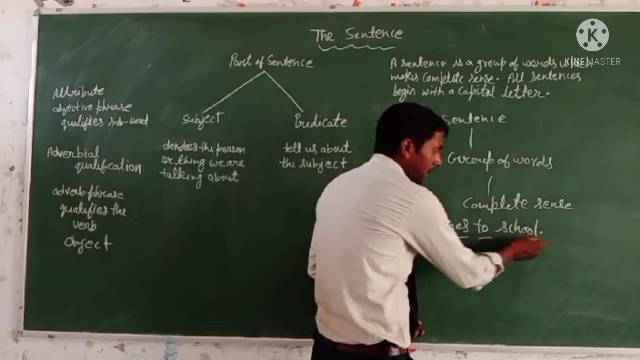 The Sentence
Part of Sentence
Subject
denotes the person
or thing we are
talking about
Predicate
tell us about
the subject
Attribute
adjective phrase
qualifies sub-word
Adverbial
qualification
adverb phrase
qualifies the
verb
Object
A sentence is a group of words
makes complete sense. All sentences
begin with a capital letter.
Sentence
Group of words
Complete sense
to school.
KINEMASTER